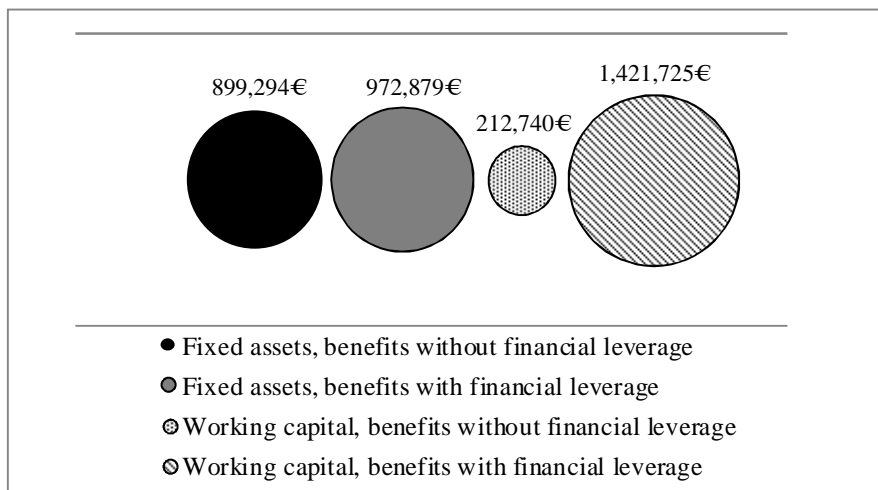 1,421,725€
899,294€
972,879€
212,740€
Fixed assets, benefits without financial leverage
Fixed assets, benefits with financial leverage
Working capital, benefits without financial leverage
Working capital, benefits with financial leverage